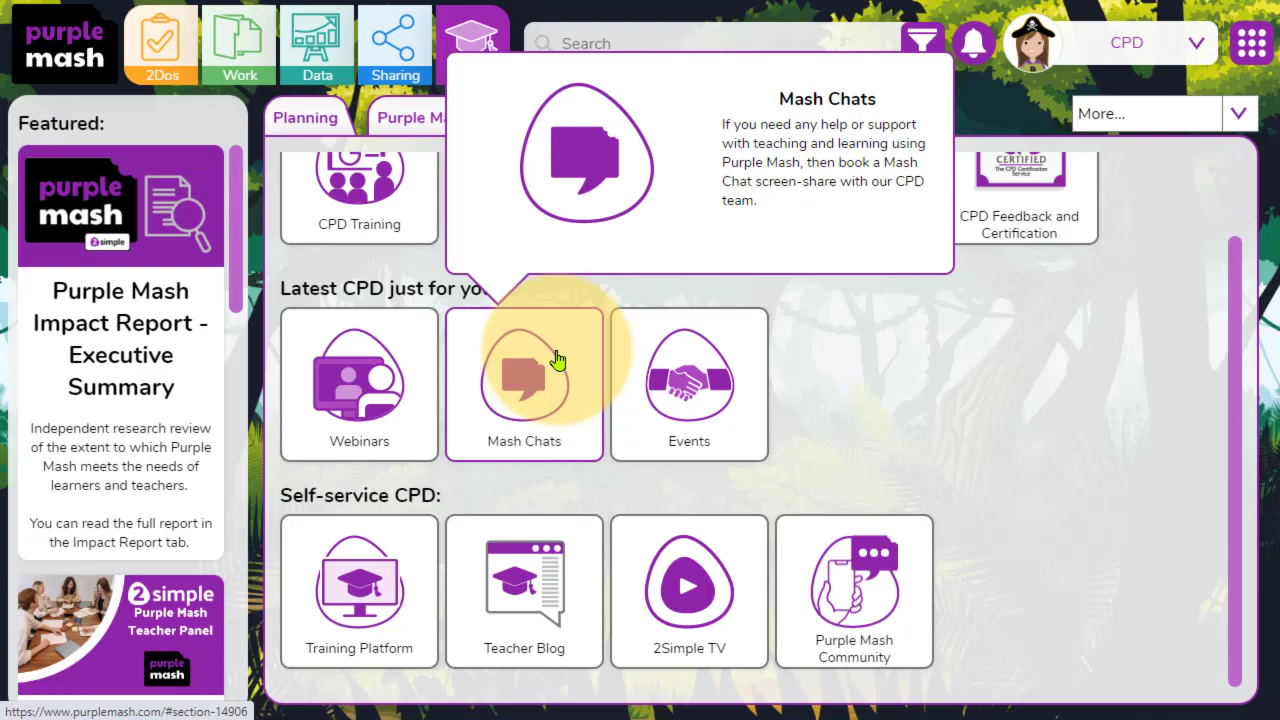 purple
mash
2Dos
Work
Data
Sharing
Search
CPD
Featured:
Planning
Purple M
More...
purple
mash
2simple
Purple Mash
Impact Report -
Executive
Summary
Independent research review
of the extent to which Purple
Mash meets the needs of
learners and teachers.
You can read the full report in
the Impact Report tab.
2simple
Purple Mash
Teacher Panel
purple
mash
Mash Chats
If you need any help or support
with teaching and learning using
Purple Mash, then book a Mash
Chat screen-share with our CPD
team.
CPD Training
CERTIFIED
The CPD Certification
Service
CPD Feedback and
Certification
Latest CPD just for yo
Webinars
Mash Chats
Events
Self-service CPD:
Training Platform
Teacher Blog
2Simple TV
Purple Mash
Community
https://www.purplemash.com/#section-14906